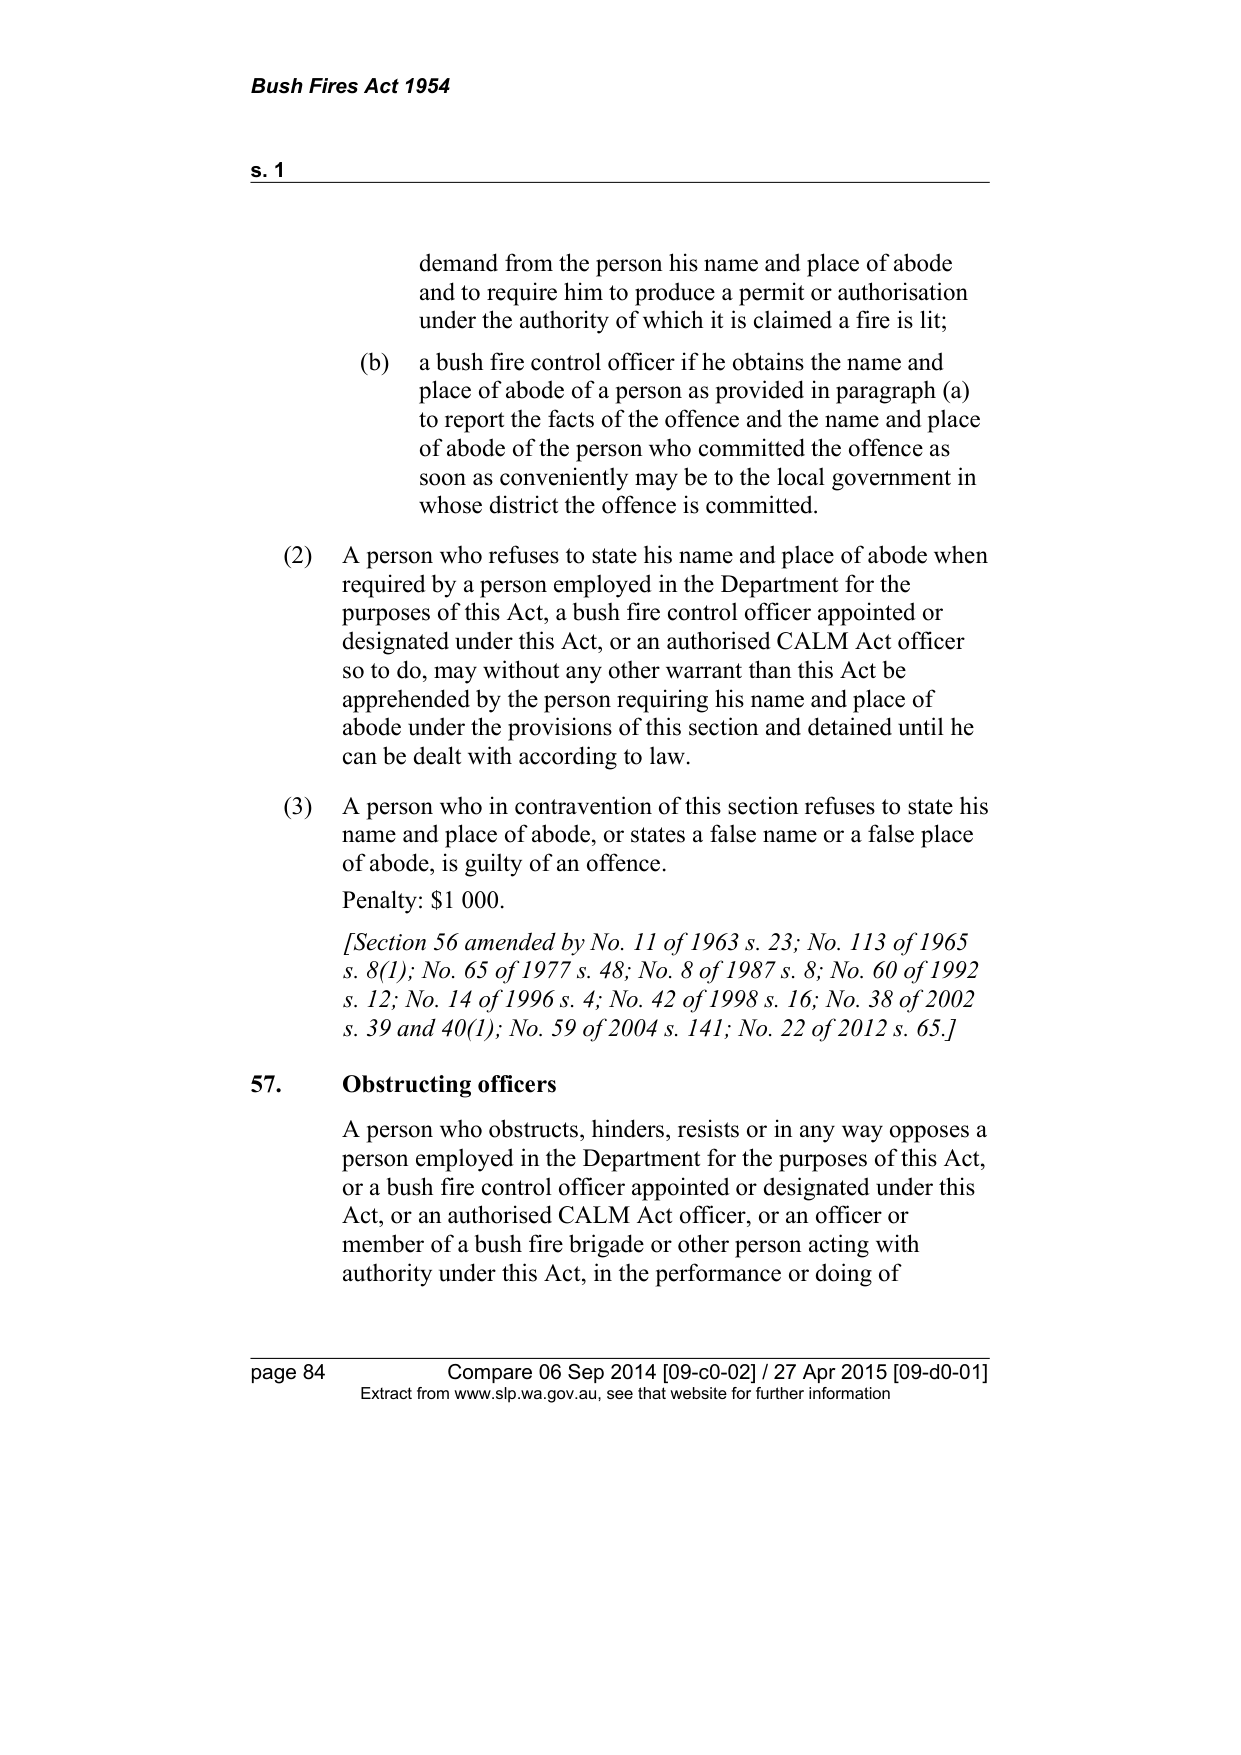 Bush Fires Act 1954
s. 1
demand from the person his name and place of abode
and to require him to produce a permit or authorisation
under the authority of which it is claimed a fire is lit;
(b) a bush fire control officer if he obtains the name and
place of abode of a person as provided in paragraph (a)
to report the facts of the offence and the name and place
of abode of the person who committed the offence as
soon as conveniently may be to the local government in
whose district the offence is committed.
(2) A person who refuses to state his name and place of abode when
required by a person employed in the Department for the
purposes of this Act, a bush fire control officer appointed or
designated under this Act, or an authorised CALM Act officer
so to do, may without any other warrant than this Act be
apprehended by the person requiring his name and place of
abode under the provisions of this section and detained until he
can be dealt with according to law.
(3) A person who in contravention of this section refuses to state his
name and place of abode, or states a false name or a false place
of abode, is guilty of an offence.
Penalty: $1 000.
[Section 56 amended by No. 11 of 1963 s. 23; No. 113 of 1965
s. 8(1); No. 65 of 1977 s. 48; No. 8 of 1987 s. 8; No. 60 of 1992
s. 12; No. 14 of 1996 s. 4; No. 42 of 1998 s. 16; No. 38 of 2002
s. 39 and 40(1); No. 59 of 2004 s. 141; No. 22 of 2012 s. 65.]
57. Obstructing officers
A person who obstructs, hinders, resists or in any way opposes a
person employed in the Department for the purposes of this Act,
or a bush fire control officer appointed or designated under this
Act, or an authorised CALM Act officer, or an officer or
member of a bush fire brigade or other person acting with
authority under this Act, in the performance or doing of
page 84 Compare 06 Sep 2014 [09-c0-02] / 27 Apr 2015 [09-d0-01]
Extract from www.slp.wa.gov.au, see that website for further information